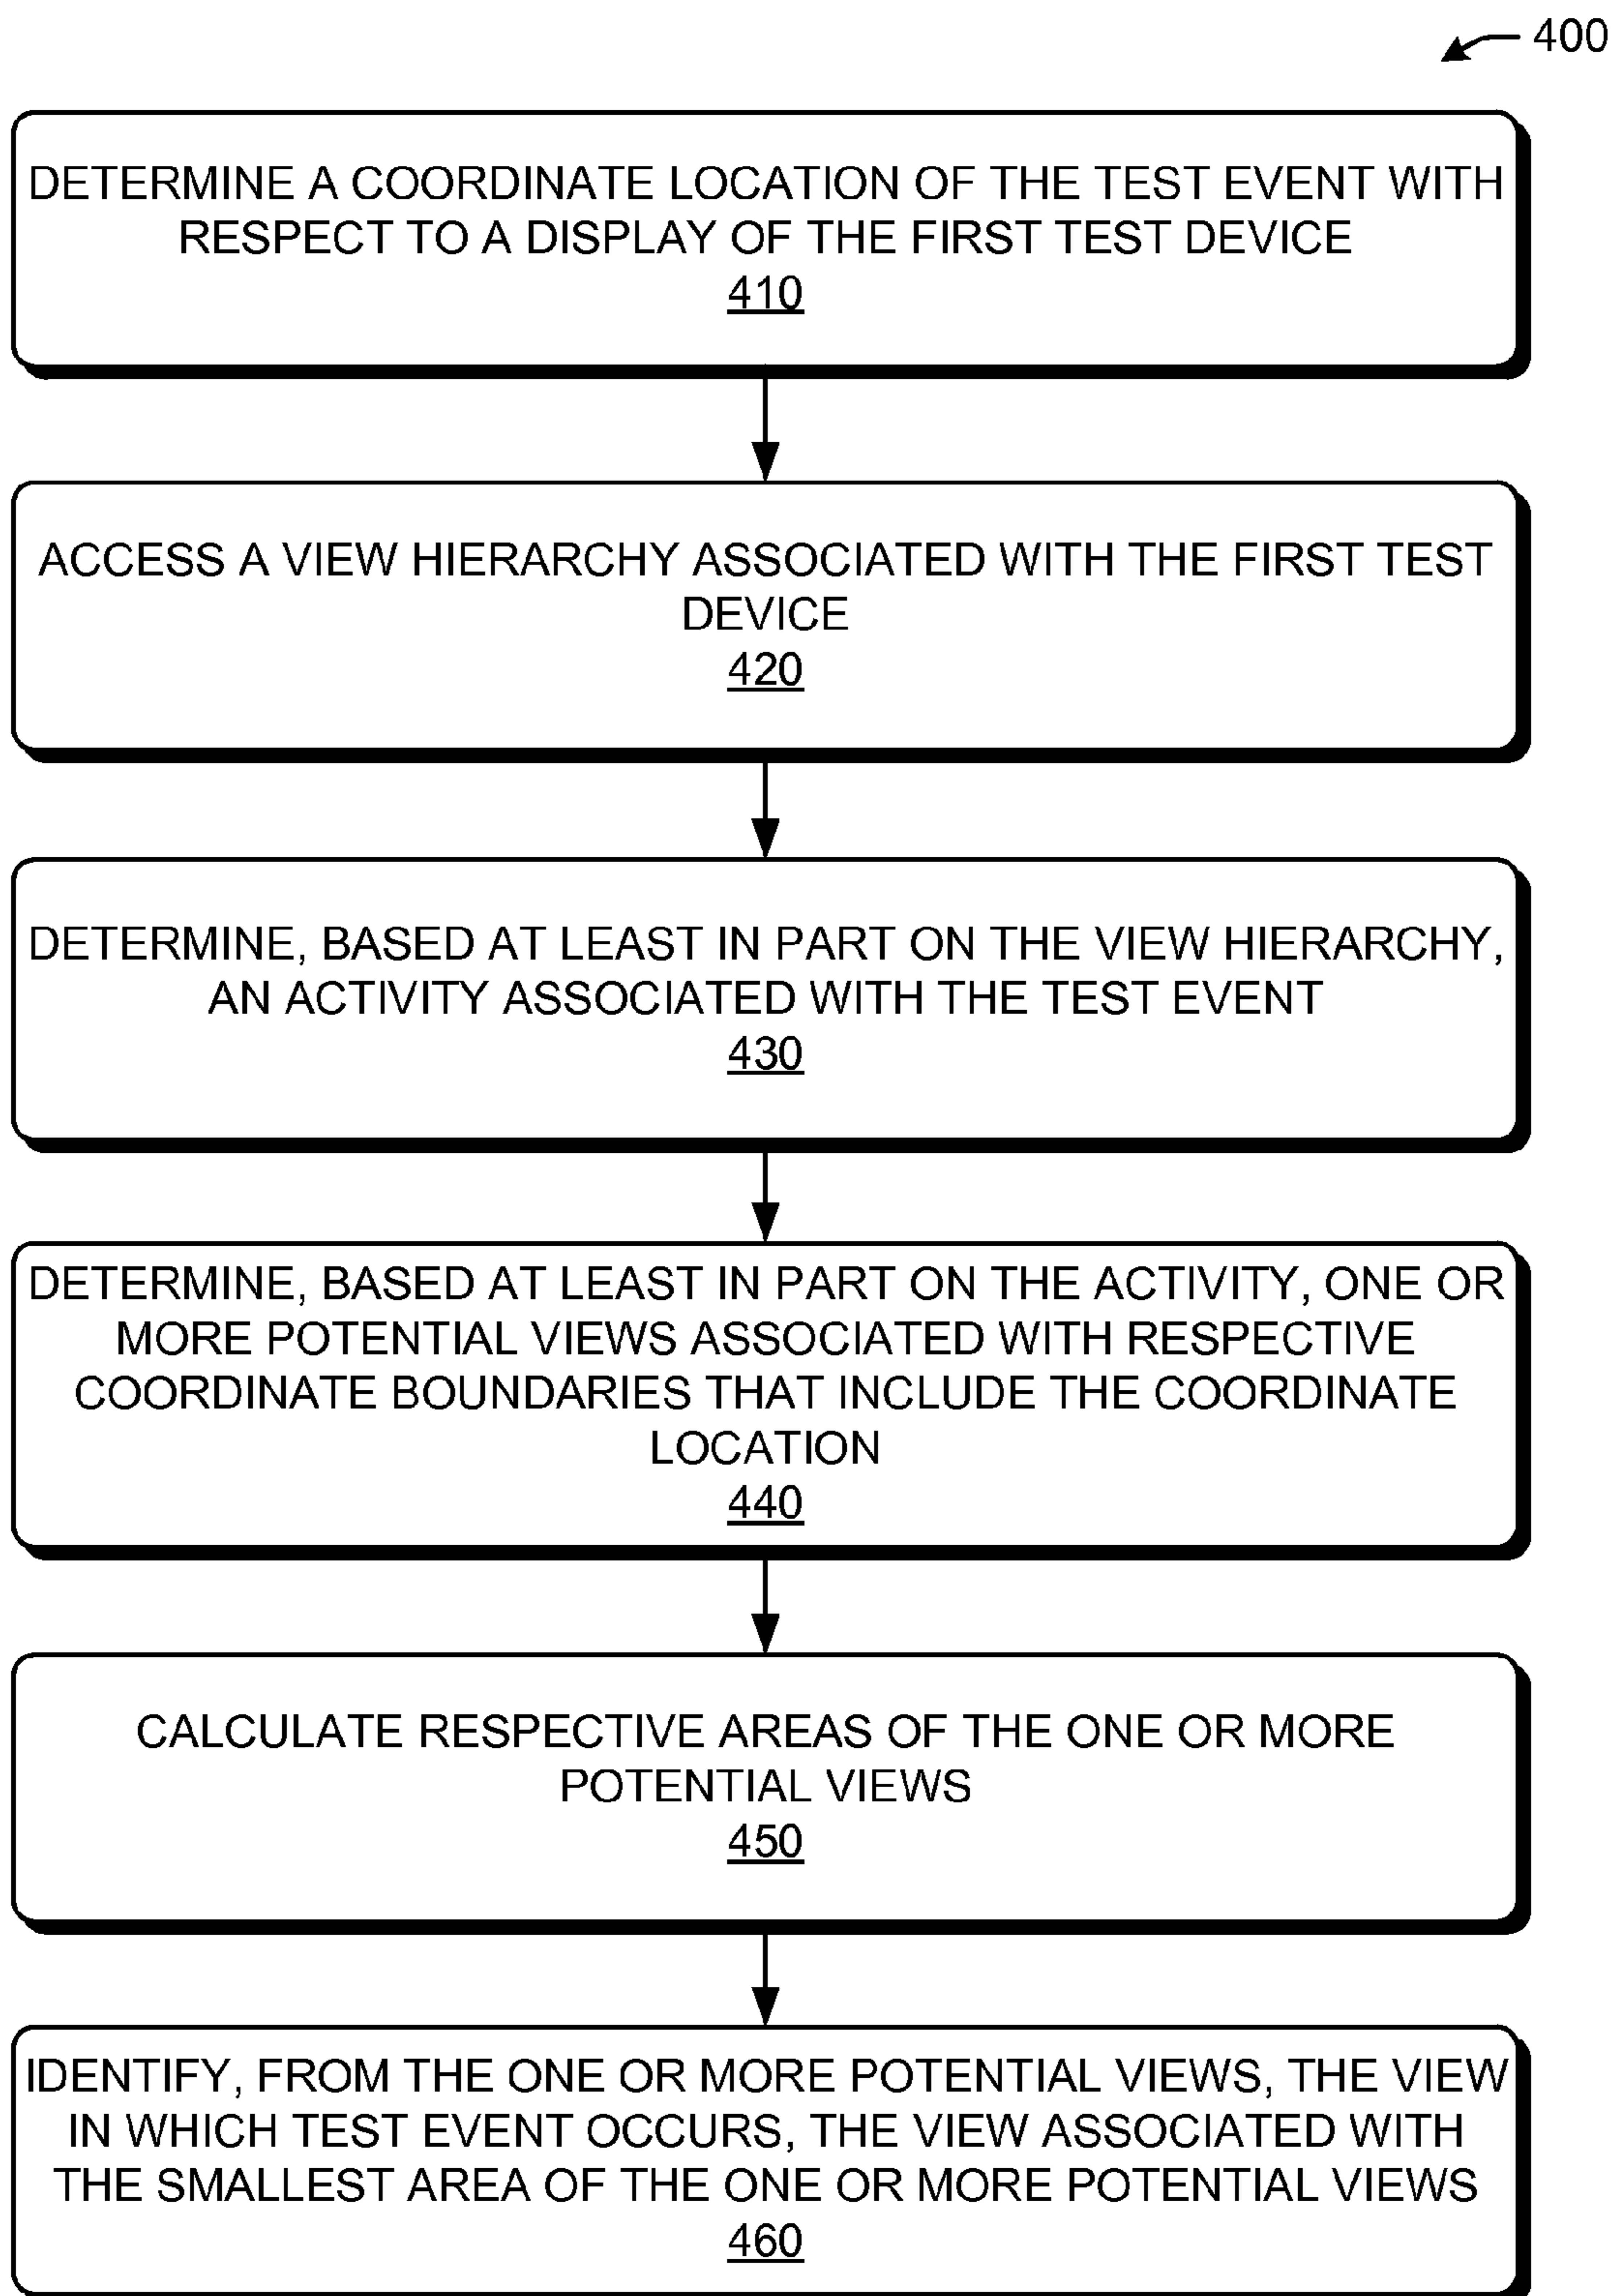 400
DETERMINE A COORDINATE LOCATION OF THE TEST EVENT WITH
RESPECT TO A DISPLAY OF THE FIRST TEST DEVICE
410
ACCESS A VIEW HIERARCHY ASSOCIATED WITH THE FIRST TEST
DEVICE
420
DETERMINE, BASED AT LEAST IN PART ON THE VIEW HIERARCHY,
AN ACTIVITY ASSOCIATED WITH THE TEST EVENT
430
DETERMINE, BASED AT LEAST IN PART ON THE ACTIVITY, ONE OR
MORE POTENTIAL VIEWS ASSOCIATED WITH RESPECTIVE
COORDINATE BOUNDARIES THAT INCLUDE THE COORDINATE
LOCATION
440
CALCULATE RESPECTIVE AREAS OF THE ONE OR MORE
POTENTIAL VIEWS
450
IDENTIFY, FROM THE ONE OR MORE POTENTIAL VIEWS, THE VIEW
IN WHICH TEST EVENT OCCURS, THE VIEW ASSOCIATED WITH
THE SMALLEST AREA OF THE ONE OR MORE POTENTIAL VIEWS
460